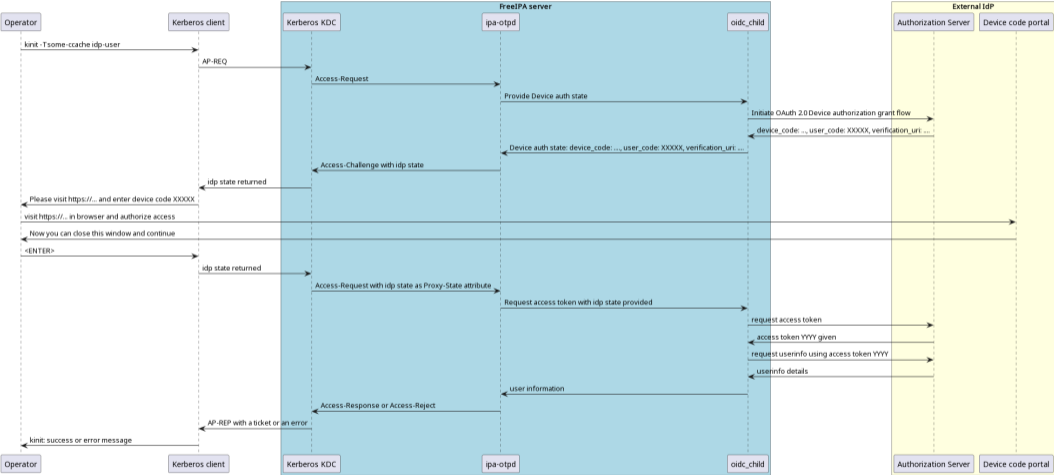 FreeIPA server
External IdP
Operator
Kerberos client
Kerberos KDC
ipa-otpd
oidc_child
Authorization Server
Device code portal
kinit -T some-ccache idp-user
AP-REQ
Access-Request
Provide Device auth state
Initiate OAuth 2.0 Device authorization grant flow
device_code: ..., user_code: XXXXX, verification_uri: ...
Device auth state: device_code: ..., user_code: XXXXX, verification_uri: ...
Access-Challenge with idp state
idp state returned
Please visit https://... and enter device code XXXXX
visit https://... in browser and authorize access
Now you can close this window and continue
<ENTER>
idp state returned
Access-Request with idp state as Proxy-State attribute
Request access token with idp state provided
request access token
access token YYYY given
request userinfo using access token YYYY
userinfo details
user information
Access-Response or Access-Reject
AP-REP with a ticket or an error
kinit: success or error message
Operator
Kerberos client
Kerberos KDC
ipa-otpd
oidc_child
Authorization Server
Device code portal